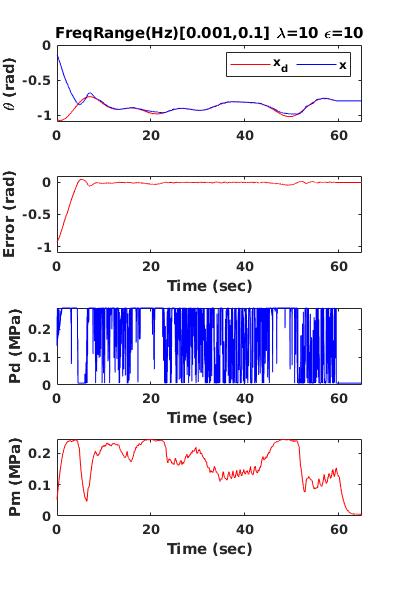 FreqRange(Hz)[0.001,0.1] λ=10 ϵ=10
x_d x
θ (rad)
0
-0.5
-1
0 20 40 60
Error (rad)
0
-0.5
-1
0 20 40 60
Time (sec)
Pd (MPa)
0.2
0.1
0
0 20 40 60
Time (sec)
Pm (MPa)
0.2
0.1
0
0 20 40 60
Time (sec)